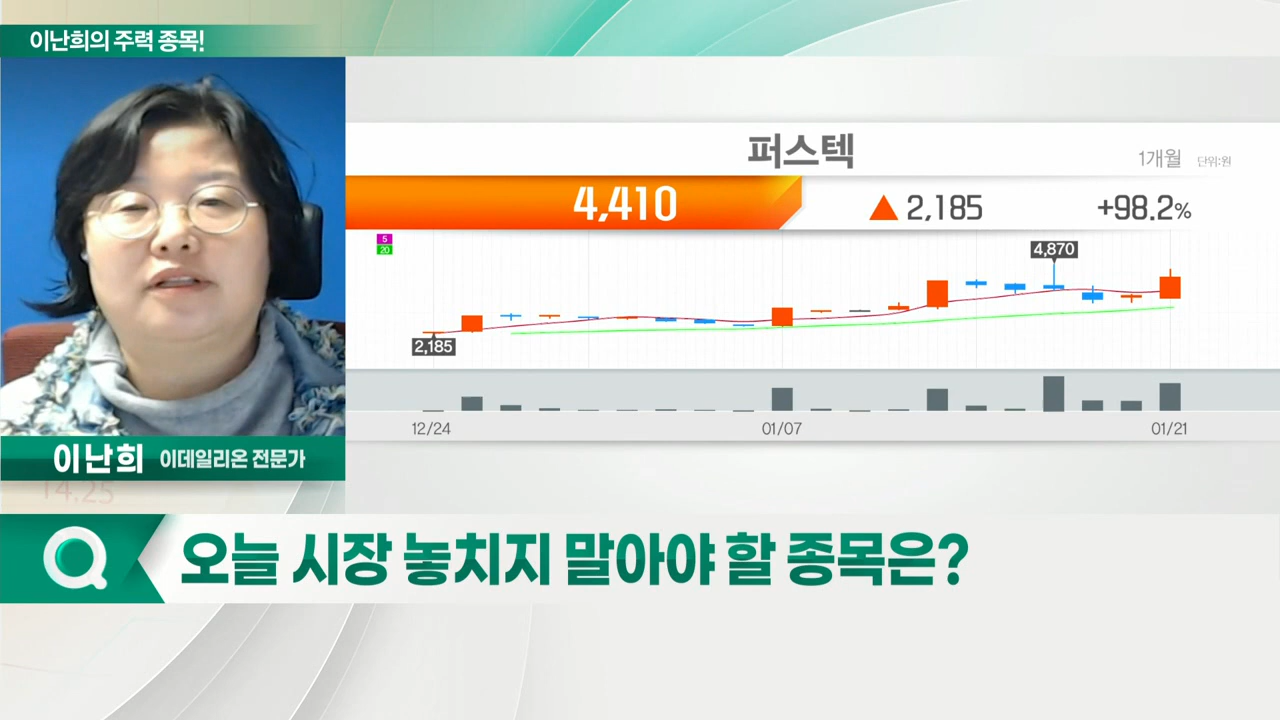 이난희의 주력 종목!
퍼스텍
1개월 단위:원
4,410 ▲ 2,185 +98.2%
5
20
4,870
2,185
12/24 01/07 01/21
이난희 이데일리온 전문가
14.25
오늘 시장 놓치지 말아야 할 종목은?